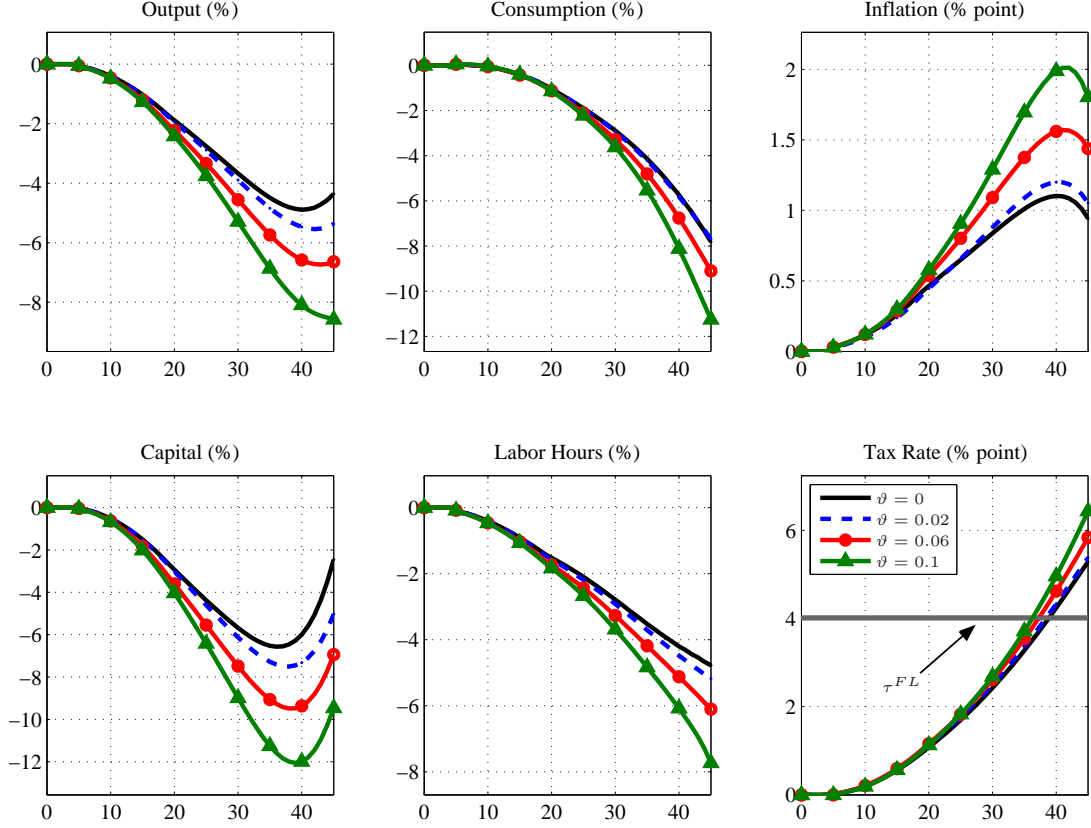 Output (%)
Consumption (%)
Inflation (% point)
0
−2
−4
−6
−8
0 10 20 30 40
0
−2
−4
−6
−8
−10
−12
0 10 20 30 40
2
1.5
1
0.5
0
0 10 20 30 40
Capital (%)
Labor Hours (%)
Tax Rate (% point)
0
−2
−4
−6
−8
−10
−12
0 10 20 30 40
0
−2
−4
−6
−8
0 10 20 30 40
6
4
2
0
0 10 20 30 40
ϑ = 0
ϑ = 0.02
ϑ = 0.06
ϑ = 0.1
τ^{FL}